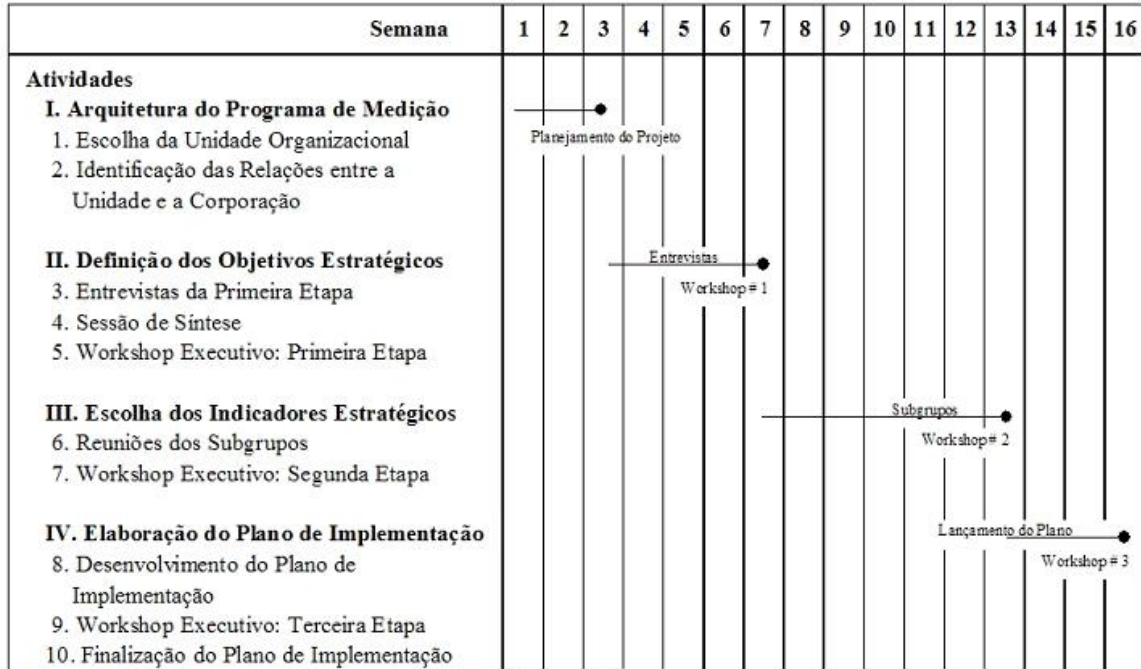 Semana 1 2 3 4 5 6 7 8 9 10 11 12 13 14 15 16
Atividades
I. Arquitetura do Programa de Medição
1. Escolha da Unidade Organizacional
Planejamento do Projeto
2. Identificação das Relações entre a
Unidade e a Corporação
II. Definição dos Objetivos Estratégicos
Entrevistas
3. Entrevistas da Primeira Etapa
Workshop # 1
4. Sessão de Síntese
5. Workshop Executivo: Primeira Etapa
III. Escolha dos Indicadores Estratégicos
Subgrupos
6. Reuniões dos Subgrupos
Workshop # 2
7. Workshop Executivo: Segunda Etapa
IV. Elaboração do Plano de Implementação
Lançamento do Plano
8. Desenvolvimento do Plano de
Workshop # 3
Implementação
9. Workshop Executivo: Terceira Etapa
10. Finalização do Plano de Implementação